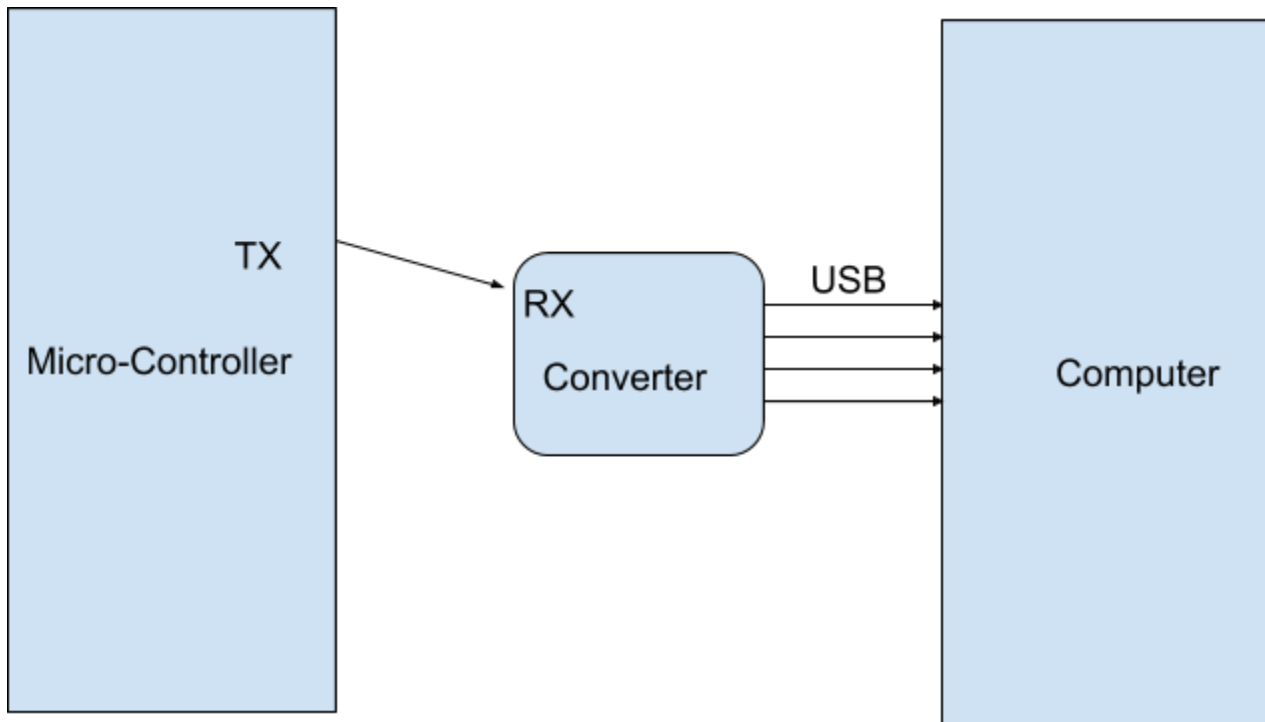 TX
Micro-Controller
RX
Converter
USB
Computer